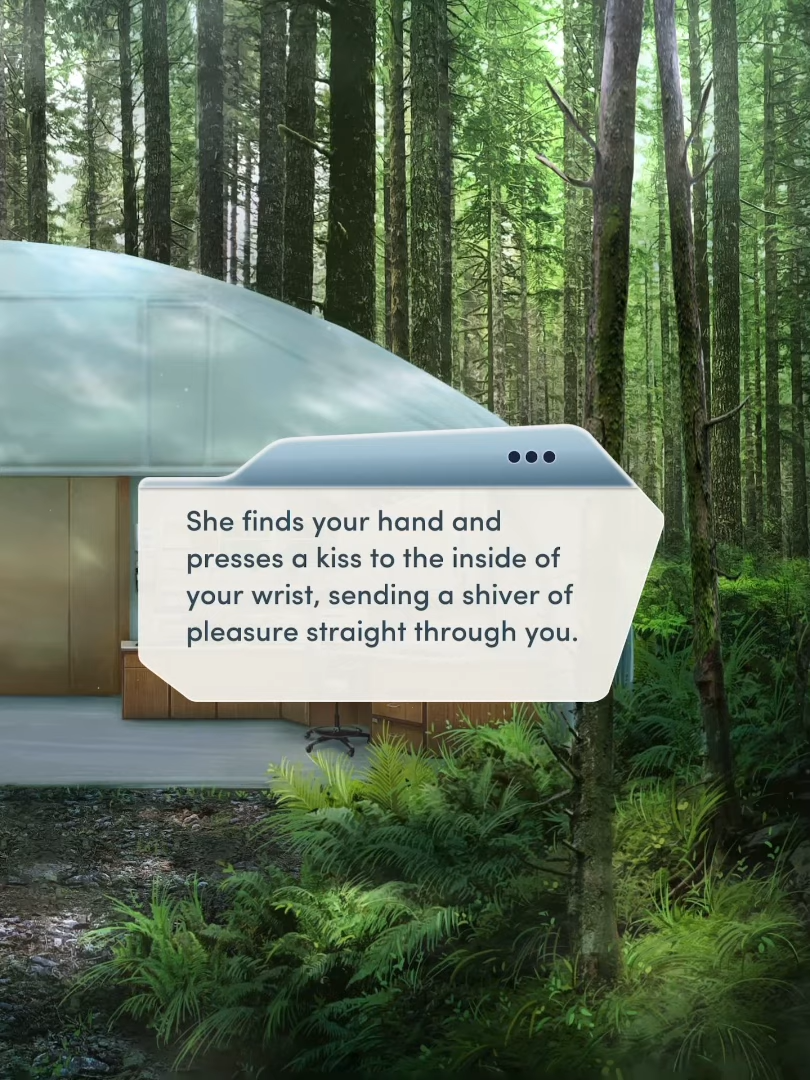 She finds your hand and
presses a kiss to the inside of
your wrist, sending a shiver of
pleasure straight through you.